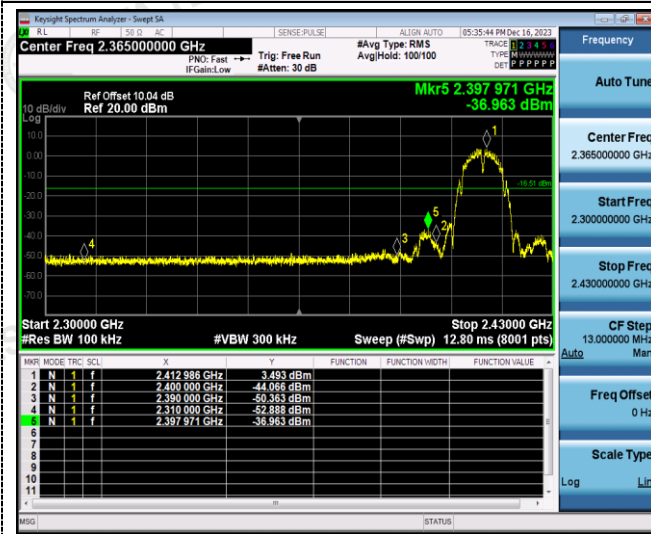 Keysight Spectrum Analyzer - Swept SA
RL RF 50 Ω AC SENSE:PULSE ALIGN AUTO 05:35:44 PM Dec 16, 2023
Center Freq 2.365000000 GHz
PNO: Fast
IFGain:Low
Trig: Free Run
#Atten: 30 dB
#Avg Type: RMS
Avg|Hold: 100/100
TRACE 1 2 3 4 5 6
TYPE M W W W W W
DET P P P P P P
Ref Offset 10.04 dB
10 dB/div Ref 20.00 dBm
Mkr5 2.397 971 GHz
-36.963 dBm
Log
10.0
0.00
-10.0
-20.0
-30.0
-40.0
-50.0
-60.0
-70.0
-16.51 dBm
1
2
3
4
5
Start 2.30000 GHz Stop 2.43000 GHz
#Res BW 100 kHz #VBW 300 kHz Sweep (#Swp) 12.80 ms (8001 pts)
MKR MODE TRC SCL X Y FUNCTION FUNCTION WIDTH FUNCTION VALUE
1 N 1 f 2.412 986 GHz 3.493 dBm
2 N 1 f 2.400 000 GHz -44.066 dBm
3 N 1 f 2.390 000 GHz -50.363 dBm
4 N 1 f 2.310 000 GHz -52.888 dBm
5 N 1 f 2.397 971 GHz -36.963 dBm
6
7
8
9
10
11
MSG STATUS
Frequency
Auto Tune
Center Freq
2.365000000 GHz
Start Freq
2.300000000 GHz
Stop Freq
2.430000000 GHz
CF Step
13.000000 MHz
Auto Man
Freq Offset
0 Hz
Scale Type
Log Lin